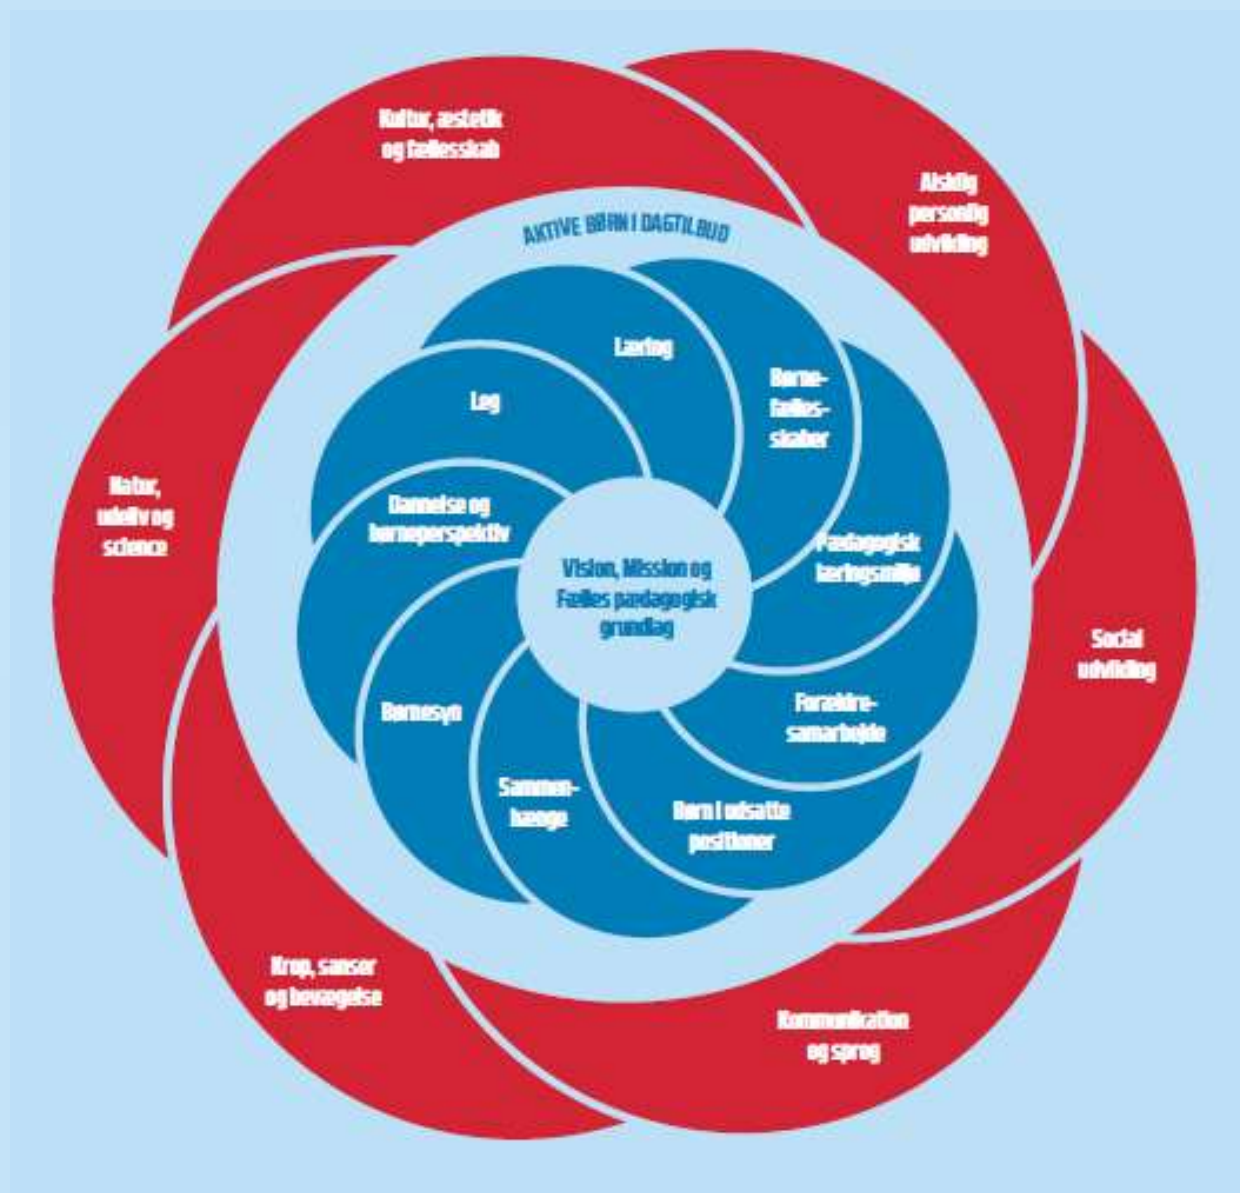 Kultur, æstetik
og fællesskab
Alsidig
personlig
udvikling
AKTIVE BØRN I DAGTILBUD
Læring
Børne-
fælles-
skaber
Leg
Natur,
udeliv og
science
Dannelse og
børneperspektiv
Pædagogisk
læringsmiljø
Vision, Mission og
Fælles pædagogisk
grundlag
Social
udvikling
Børnesyn
Forældre-
samarbejde
Sammen-
hænge
Børn i udsatte
positioner
Krop, sanser
og bevægelse
Kommunikation
og sprog